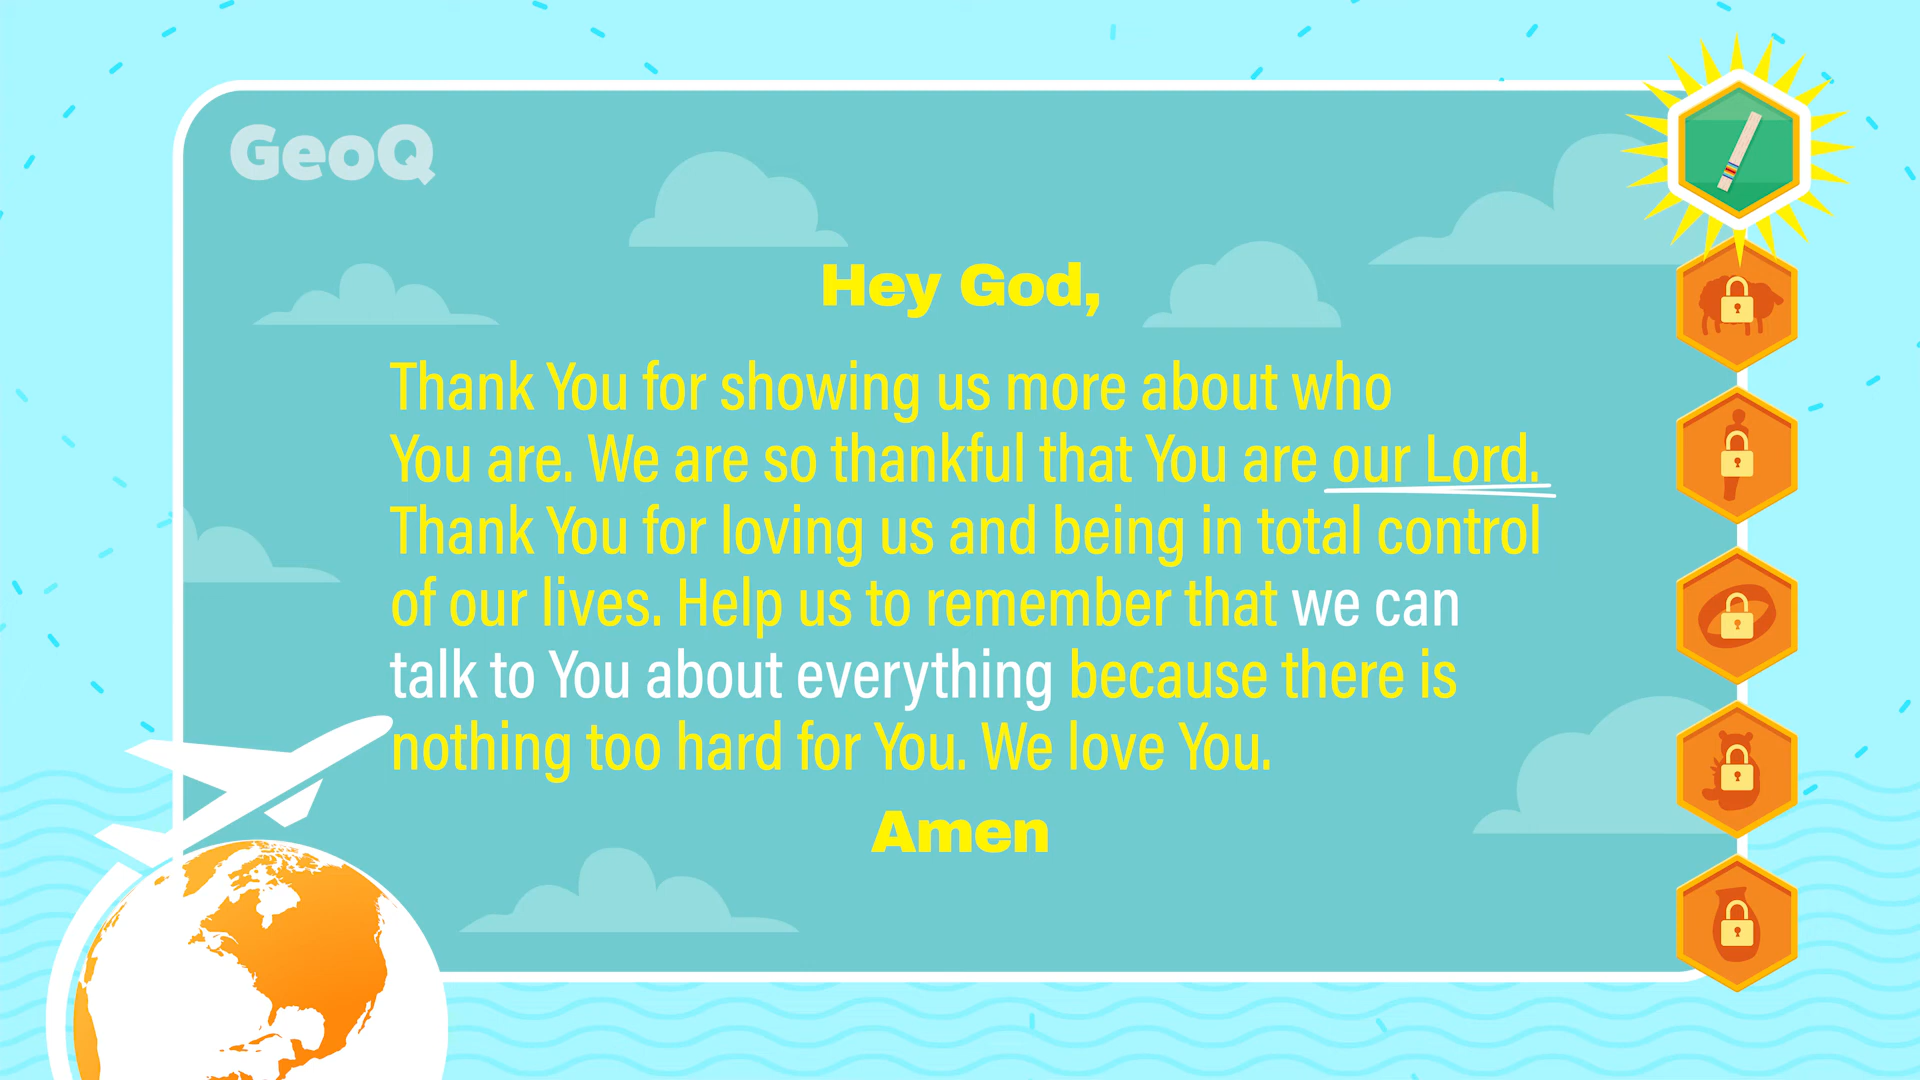 GeoQ
Hey God,
Thank You for showing us more about who
You are. We are so thankful that You are our Lord.
Thank You for loving us and being in total control
of our lives. Help us to remember that we can
talk to You about everything because there is
nothing too hard for You. We love You.
Amen